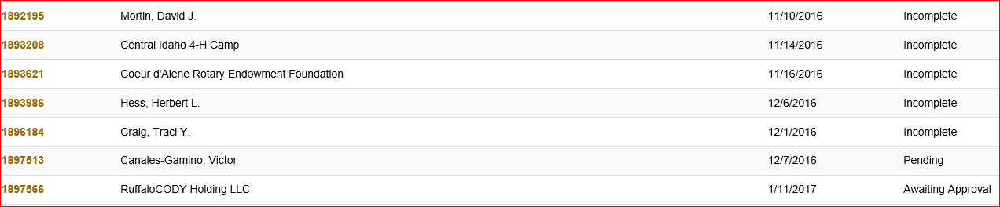 1892195 Mortin, David J. 11/10/2016 Incomplete
1893208 Central Idaho 4-H Camp 11/14/2016 Incomplete
1893621 Coeur d'Alene Rotary Endowment Foundation 11/16/2016 Incomplete
1893986 Hess, Herbert L. 12/6/2016 Incomplete
1896184 Craig, Traci Y. 12/1/2016 Incomplete
1897513 Canales-Gamino, Victor 12/7/2016 Pending
1897566 RuffaloCODY Holding LLC 1/11/2017 Awaiting Approval